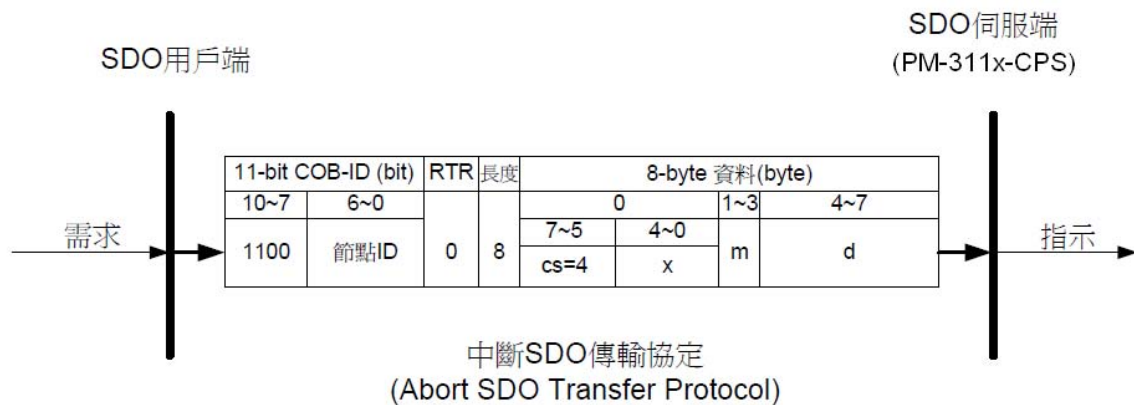 SDO用戶端
SDO伺服端
(PM-311x-CPS)
11-bit COB-ID (bit) RTR 長度 8-byte 資料(byte)
10~7 6~0 0 1~3 4~7
需求 1100 節點ID 0 8 7~5 4~0 m d 指示
cs=4 x
中斷SDO傳輸協定
(Abort SDO Transfer Protocol)